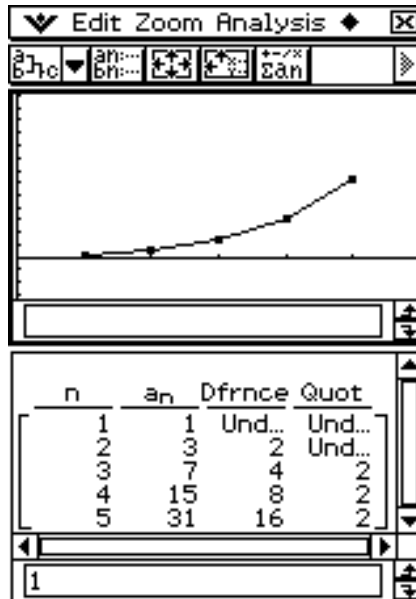 Edit Zoom Analysis ◆
n an Dfrnce Quot
1 1 Und... Und...
2 3 2 Und...
3 7 4 2
4 15 8 2
5 31 16 2
1